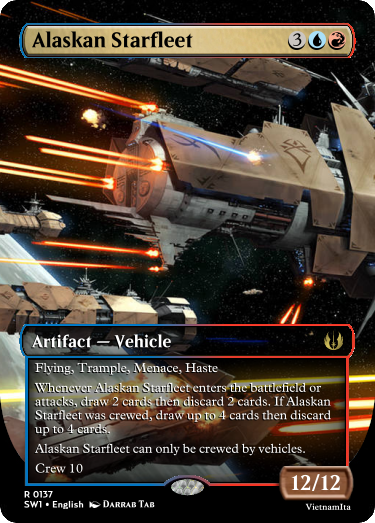 Alaskan Starfleet 3
Artifact — Vehicle
Flying, Trample, Menace, Haste
Whenever Alaskan Starfleet enters the battlefield or
attacks, draw 2 cards then discard 2 cards. If Alaskan
Starfleet was crewed, draw up to 4 cards then discard
up to 4 cards.
Alaskan Starfleet can only be crewed by vehicles.
Crew 10
12/12
R 0137
SW1 • English DARRAB TAB
VietnamIta